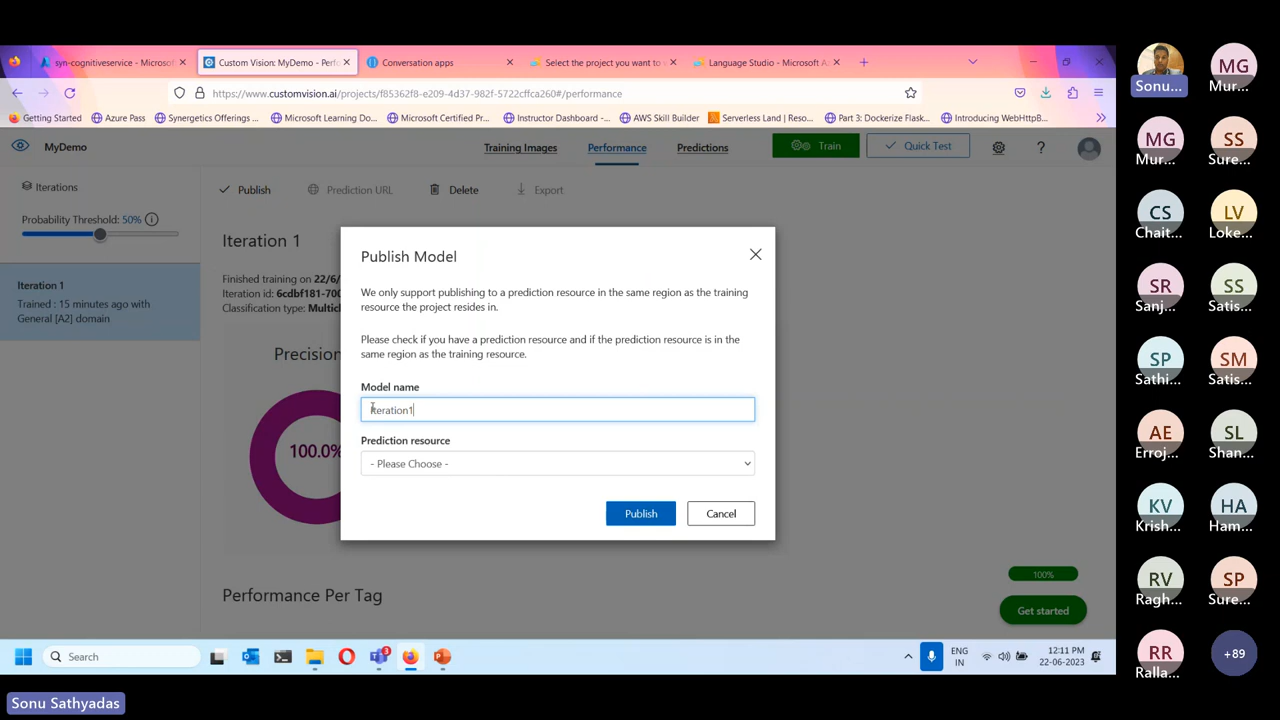 syn-cognitiveservice - Microsof
Custom Vision: MyDemo - Perf
Conversation apps
Select the project you want to
Language Studio - Microsoft A
https://www.customvision.ai/projects/f85362f8-e209-4d37-982f-5722cffca260#/performance
Getting Started
Azure Pass
Synergetics Offerings ...
Microsoft Learning Do...
Microsoft Certified Pr...
Instructor Dashboard -...
AWS Skill Builder
Serverless Land | Reso...
Part 3: Dockerize Flask...
Introducing WebHttpB...
MyDemo
Training Images
Performance
Predictions
Train
Quick Test
Iterations
Probability Threshold: 50%
Iteration 1
Trained : 15 minutes ago with
General [A2] domain
Publish
Prediction URL
Delete
Export
Iteration 1
Finished training on 22/6/
Iteration id: 6cdbf181-700
Classification type: Multicl
Precision
100.0%
Performance Per Tag
Publish Model
We only support publishing to a prediction resource in the same region as the training
resource the project resides in.
Please check if you have a prediction resource and if the prediction resource is in the
same region as the training resource.
Model name
Iteration1
Prediction resource
- Please Choose -
Publish
Cancel
100%
Get started
Search
3
ENG
IN
12:11 PM
22-06-2023
Sonu Sathyadas
Sonu...
MG
Mur...
MG
Mur...
SS
Sure...
CS
Chait...
LV
Loke...
SR
Sanj...
SS
Satis...
SP
Sathi...
SM
Satis...
AE
Erroj...
SL
Shan...
KV
Krish...
HA
Ham...
RV
Ragh...
SP
Sure...
RR
Ralla...
+89